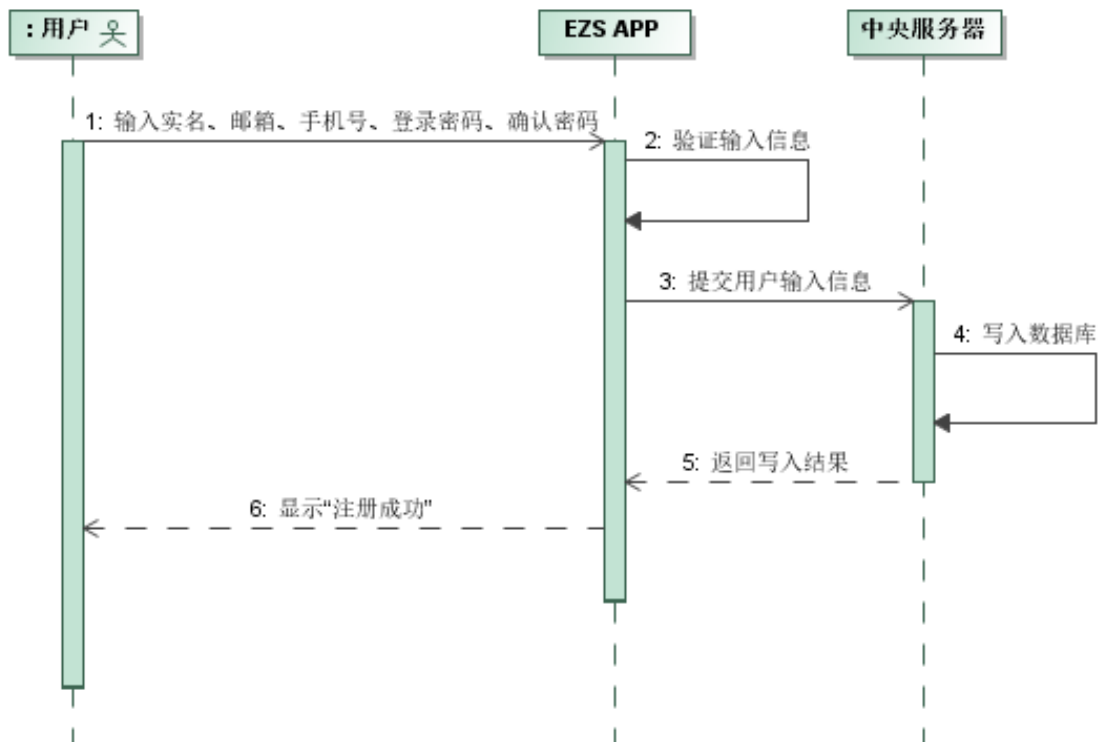 : 用户
EZS APP
中央服务器
1: 输入实名、邮箱、手机号、登录密码、确认密码
2: 验证输入信息
3: 提交用户输入信息
4: 写入数据库
5: 返回写入结果
6: 显示“注册成功”